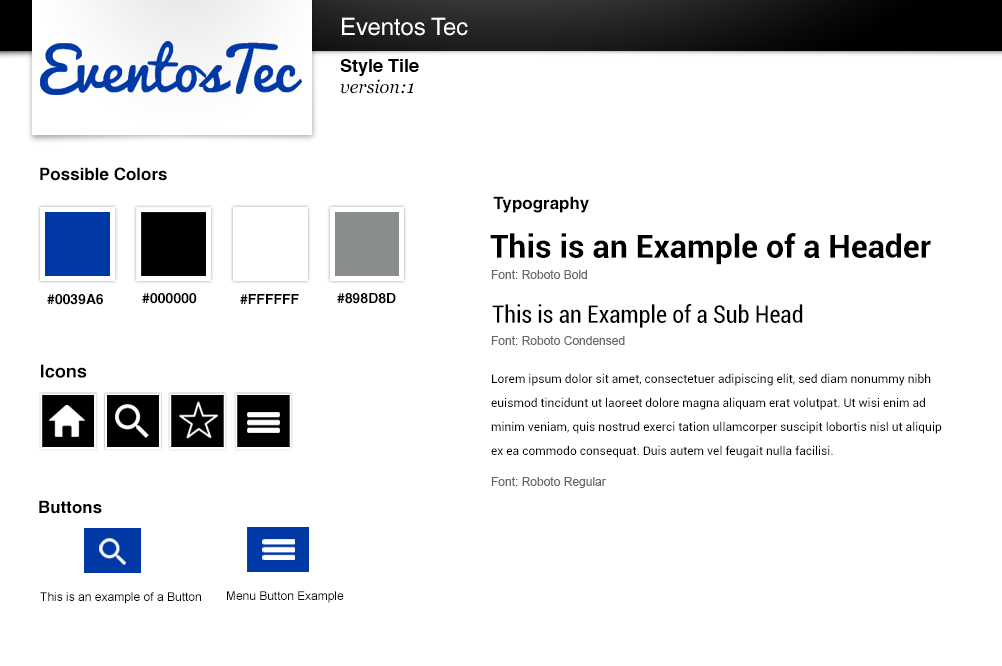 EventosTec
Eventos Tec
Style Tile
version:1
Possible Colors
#0039A6
#000000
#FFFFFF
#898D8D
Icons
Buttons
This is an example of a Button
Menu Button Example
Typography
This is an Example of a Header
Font: Roboto Bold
This is an Example of a Sub Head
Font: Roboto Condensed
Lorem ipsum dolor sit amet, consectetuer adipiscing elit, sed diam nonummy nibh
euismod tincidunt ut laoreet dolore magna aliquam erat volutpat. Ut wisi enim ad
minim veniam, quis nostrud exerci tation ullamcorper suscipit lobortis nisl ut aliquip
ex ea commodo consequat. Duis autem vel feugait nulla facilisi.
Font: Roboto Regular